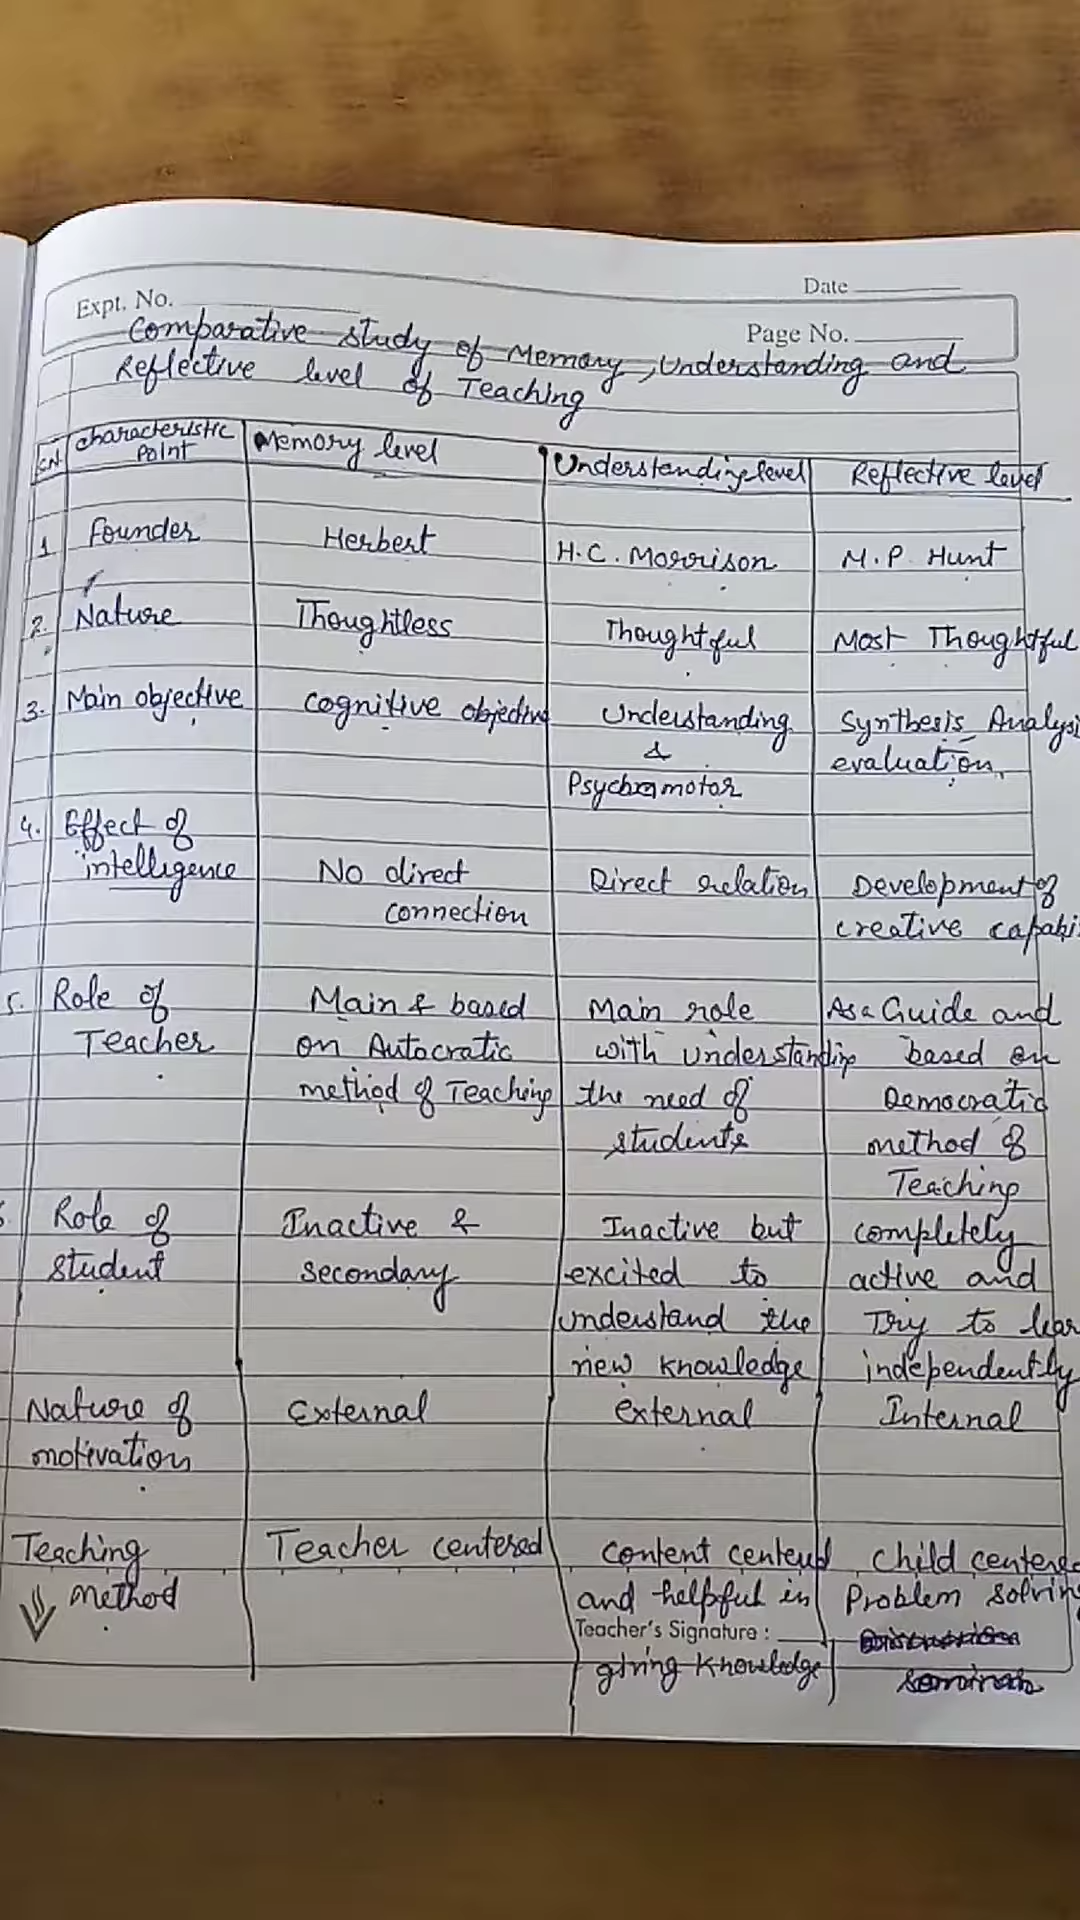 Date
Expt. No.
Page No.
Comparative study of Memory, Understanding and
Reflective level of Teaching
S.N. Characteristic Point Memory level Understanding level Reflective level
1 Founder Herbert H.C. Morrison M.P. Hunt
2. Nature Thoughtless Thoughtful Most Thoughtful
3. Main objective Cognitive objective Understanding Synthesis, Analysi
& evaluation
Psychomotor
4. Effect of
intelligence No direct Direct relation Development of
connection creative capabi
5. Role of Main & based Main role As a Guide and
Teacher on Autocratic with understanding based on
method of Teaching the need of Democratic
students method of
Teaching
Role of Inactive & Inactive but completely
student secondary excited to active and
understand the Try to lear
new knowledge independently
Nature of External external Internal
motivation
Teaching Teacher centered content centered child centere
method and helpful in Problem solving
Teacher's Signature :
giving knowledge